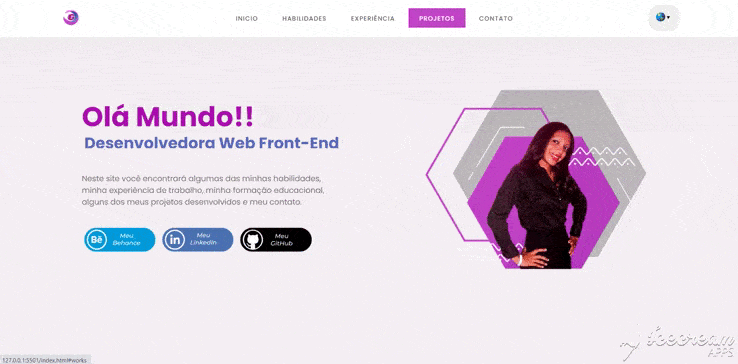 INICIO
HABILIDADES
EXPERIÊNCIA
PROJETOS
CONTATO
Olá Mundo!!
Desenvolvedora Web Front-End
Neste site você encontrará algumas das minhas habilidades,
minha experiência de trabalho, minha formação educacional,
alguns dos meus projetos desenvolvidos e meu contato.
Bē
Meu
Behance
in
Meu
Linkedin
Meu
GitHub
127.0.0.1:5501/index.html#works
APPS